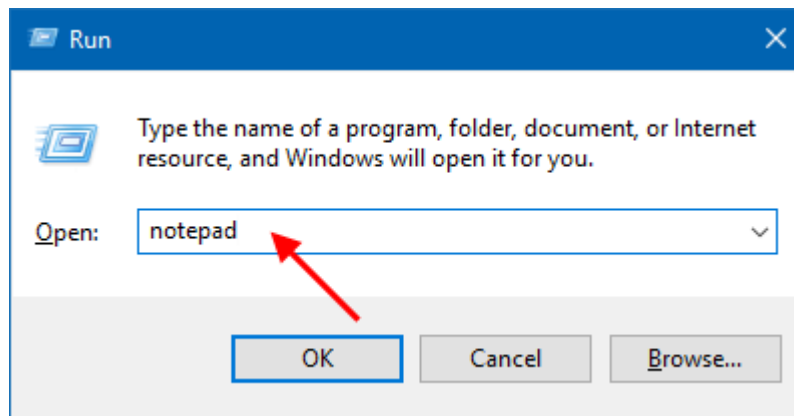 Run
Type the name of a program, folder, document, or Internet
resource, and Windows will open it for you.
Open: notepad
OK Cancel Browse...